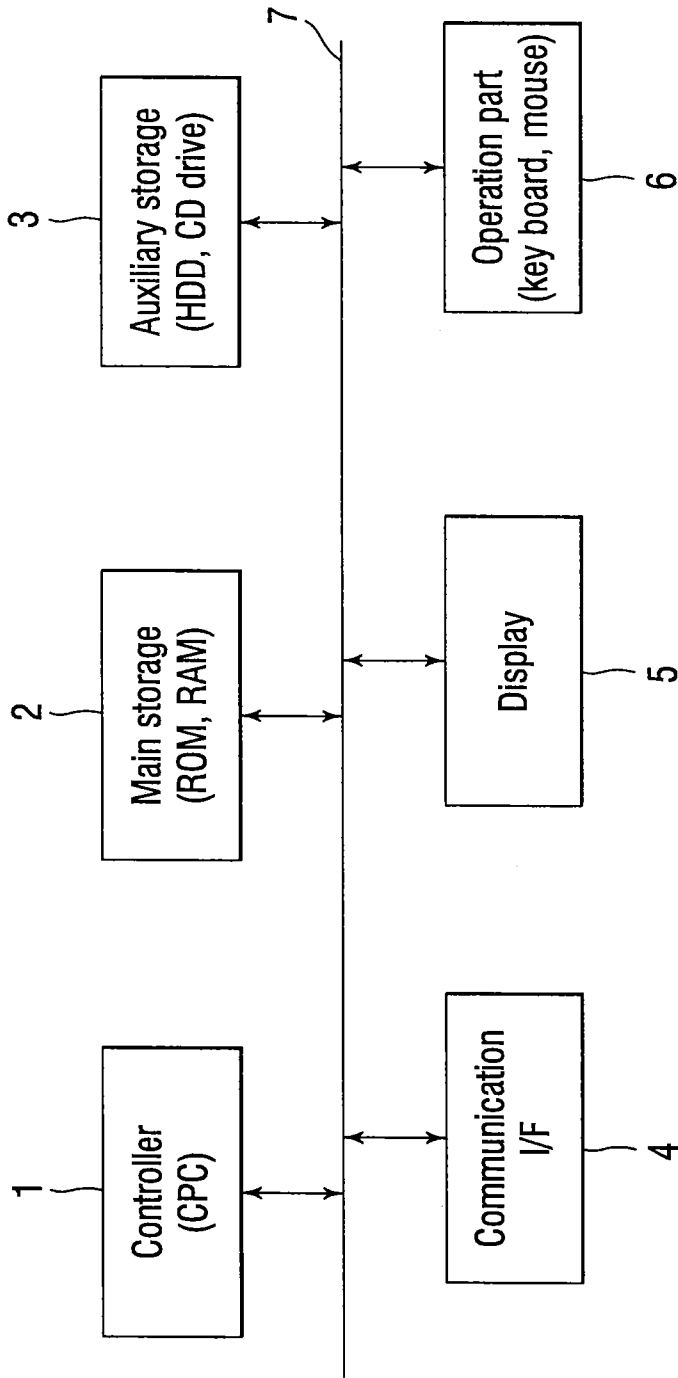 1
Controller
(CPC)
2
Main storage
(ROM, RAM)
3
Auxiliary storage
(HDD, CD drive)
7
Communication
I/F
4
Display
5
Operation part
(key board, mouse)
6